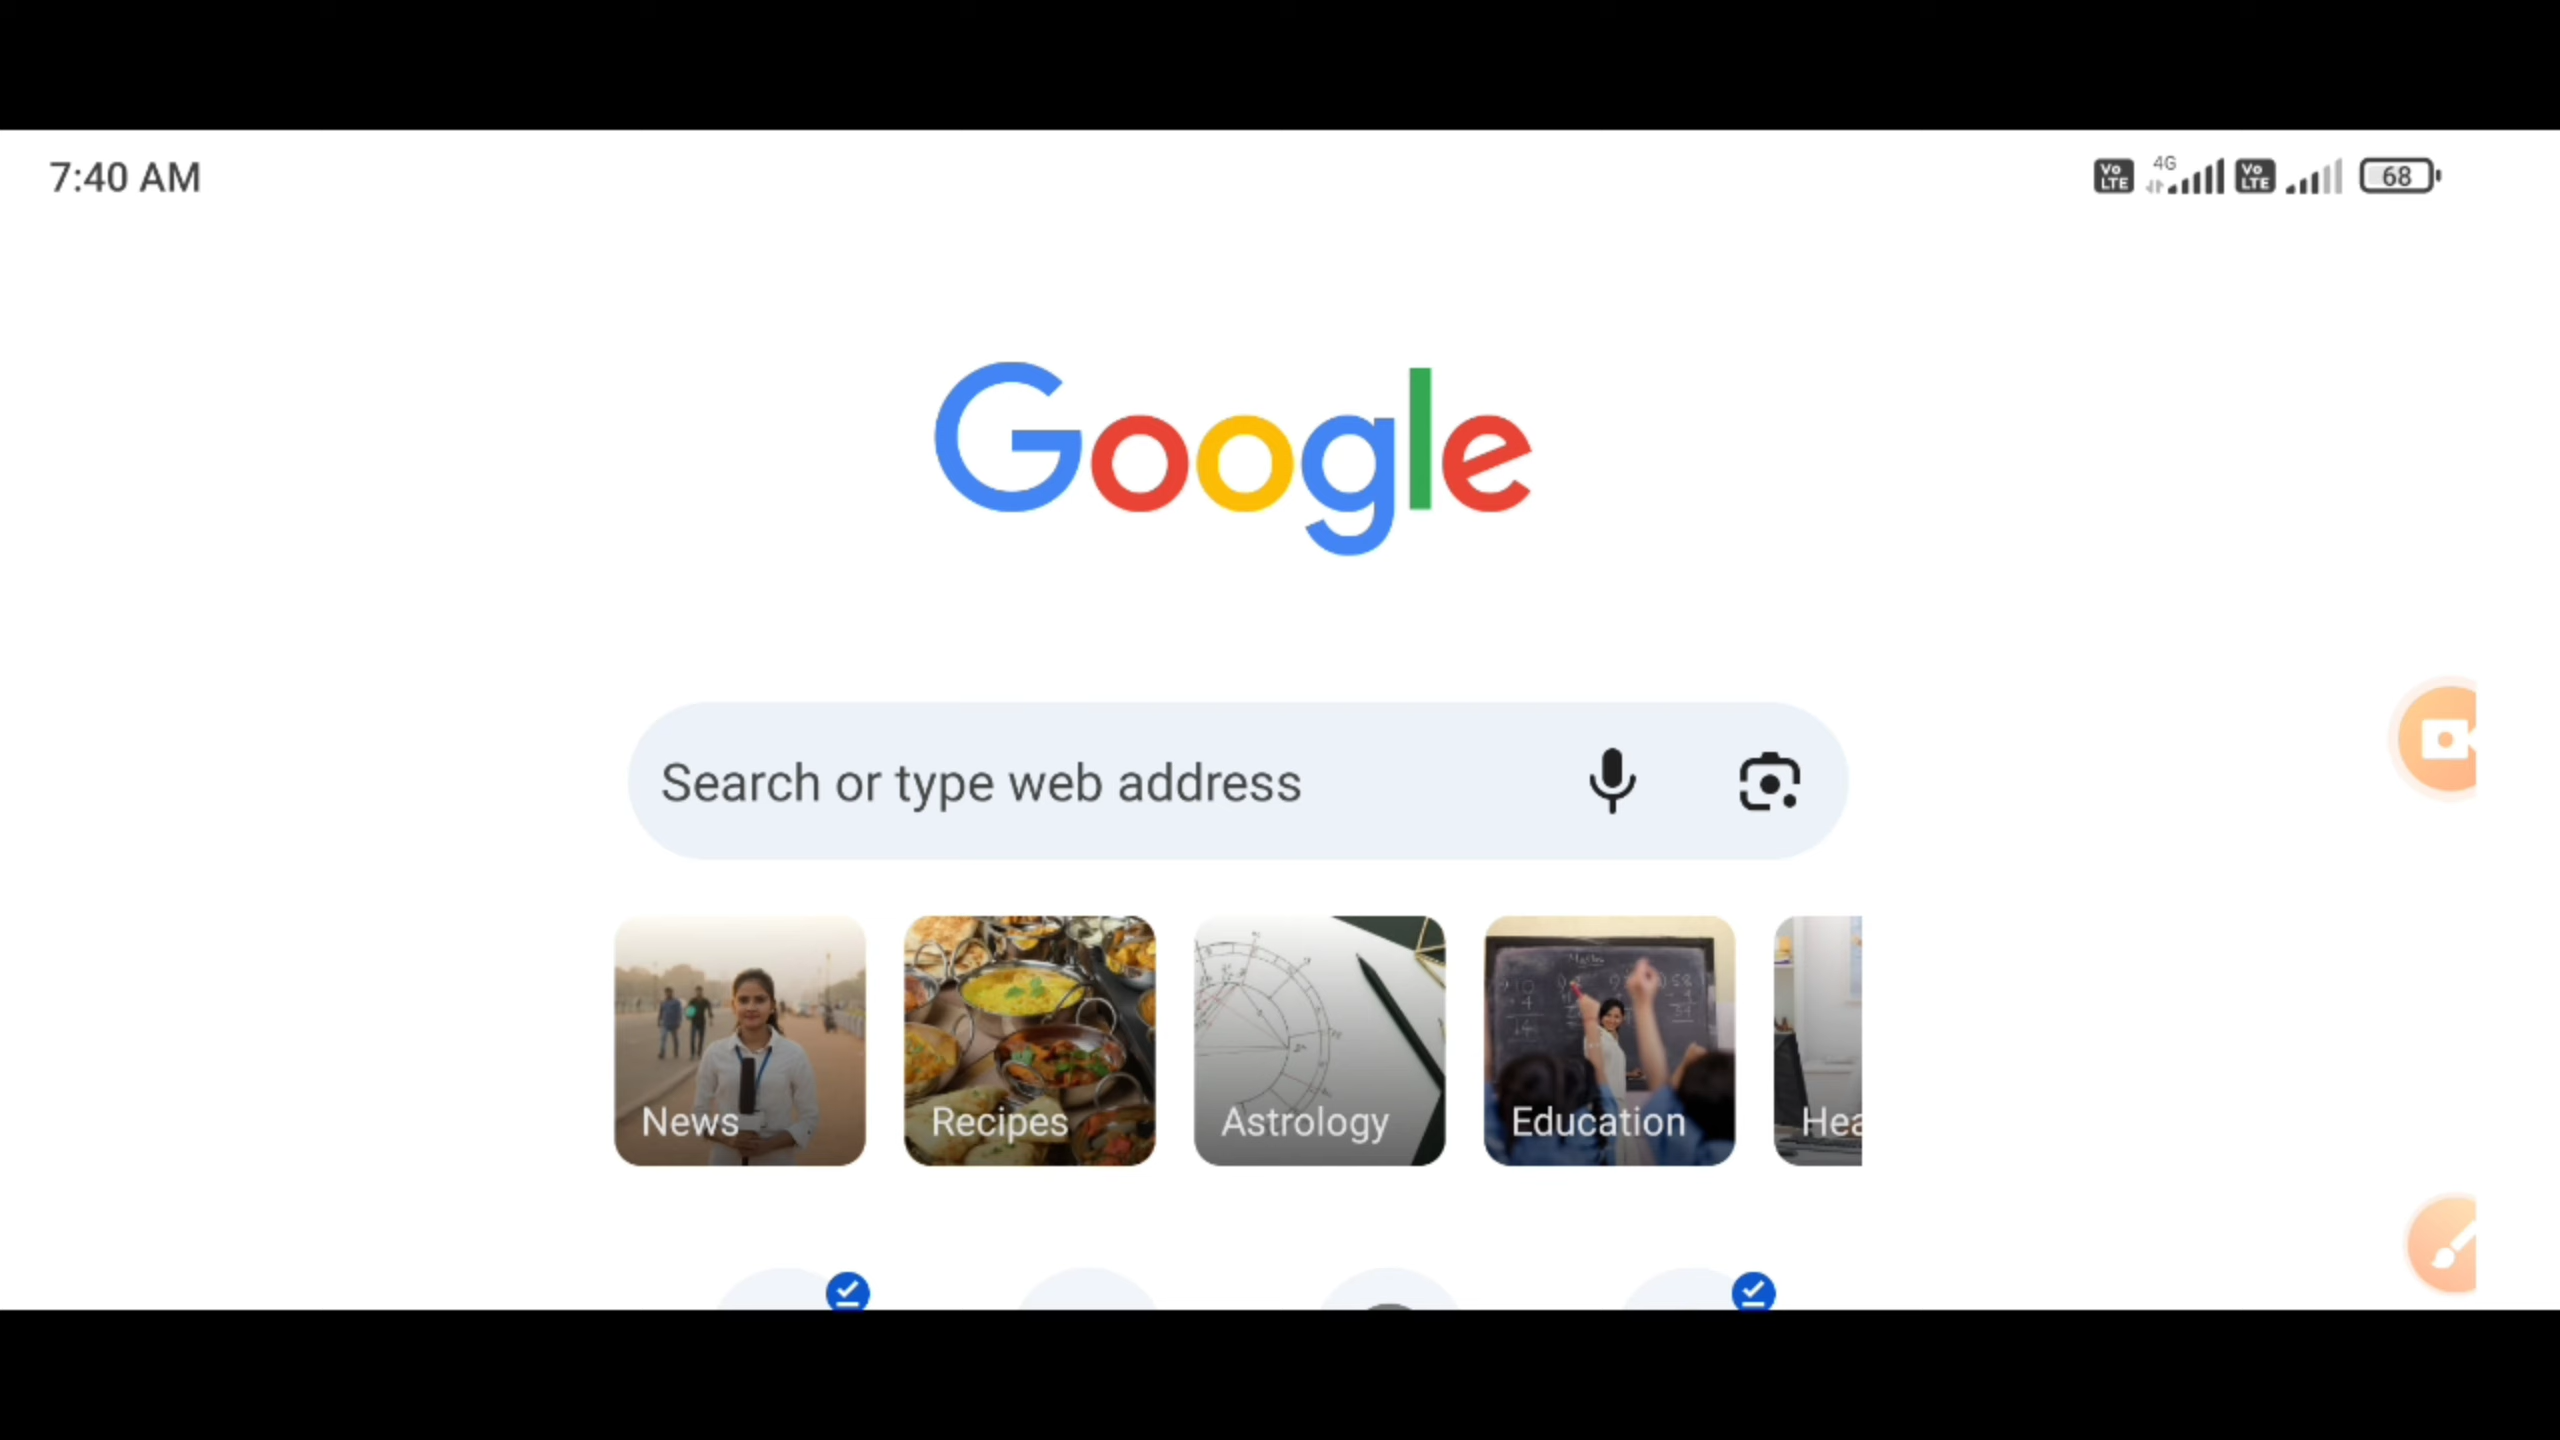 7:40 AM
Vo LTE 4G Vo LTE 68
Google
Search or type web address
News
Recipes
Astrology
Education
Hea